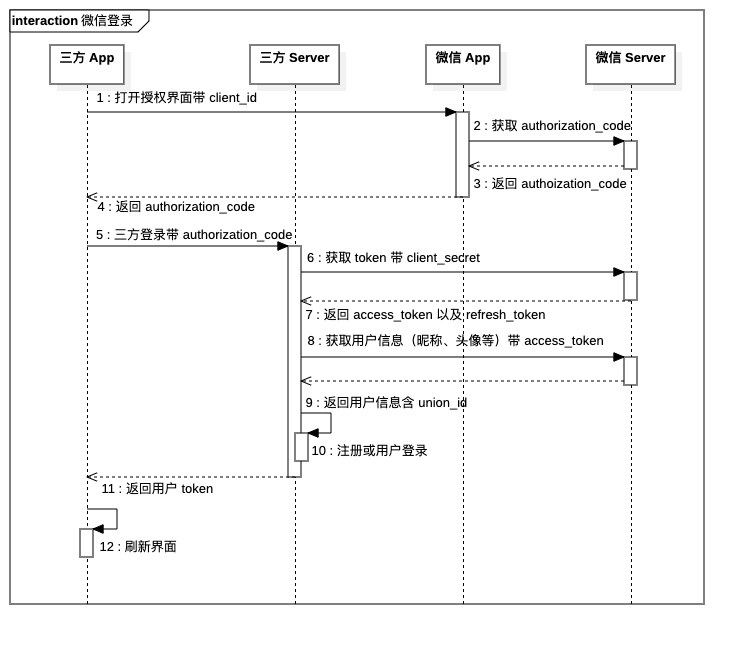 interaction 微信登录
三方 App
三方 Server
微信 App
微信 Server
1 : 打开授权界面带 client_id
2 : 获取 authorization_code
3 : 返回 authoization_code
4 : 返回 authorization_code
5 : 三方登录带 authorization_code
6 : 获取 token 带 client_secret
7 : 返回 access_token 以及 refresh_token
8 : 获取用户信息（昵称、头像等）带 access_token
9 : 返回用户信息含 union_id
10 : 注册或用户登录
11 : 返回用户 token
12 : 刷新界面